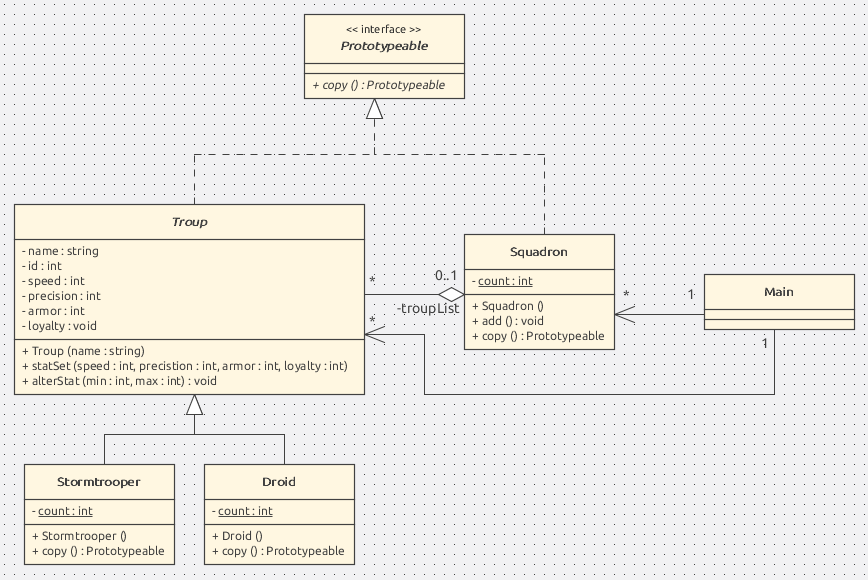 << interface >>
Prototypeable
+ copy () : Prototypeable
Troup
- name : string
- id : int
- speed : int
- precision : int
- armor : int
- loyalty : void
+ Troup (name : string)
+ statSet (speed : int, precistion : int, armor : int, loyalty : int)
+ alterStat (min : int, max : int) : void
*
0..1
-troupList
*
Squadron
- count : int
+ Squadron ()
+ add () : void
+ copy () : Prototypeable
*
1
Main
1
Stormtrooper
- count : int
+ Stormtrooper ()
+ copy () : Prototypeable
Droid
- count : int
+ Droid ()
+ copy () : Prototypeable